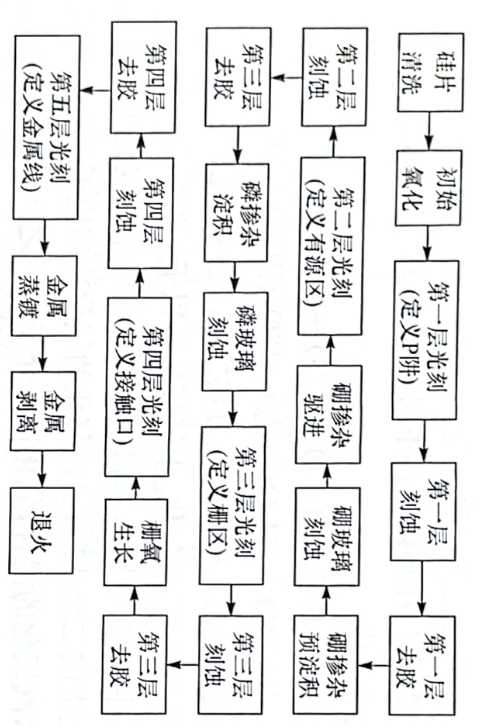 硅片
清洗
初始
氧化
第一层光刻
(定义P阱)
第一层
刻蚀
第一层
去胶
硼掺杂
预淀积
硼玻璃
刻蚀
硼掺杂
驱进
第二层光刻
(定义有源区)
第二层
刻蚀
第三层
去胶
磷掺杂
淀积
磷玻璃
刻蚀
第三层光刻
(定义栅区)
第三层
刻蚀
第三层
去胶
栅氧
生长
第四层光刻
(定义接触口)
第四层
刻蚀
第四层
去胶
第五层光刻
(定义金属线)
金属
蒸镀
金属
剥离
退火